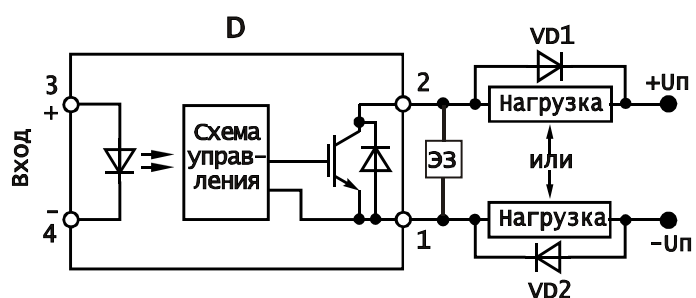 D
VD1
3
+
2
+Uп
Нагрузка
Вход
Схема
управ-
ления
ЭЗ
или
-
4
1
Нагрузка
-Uп
VD2